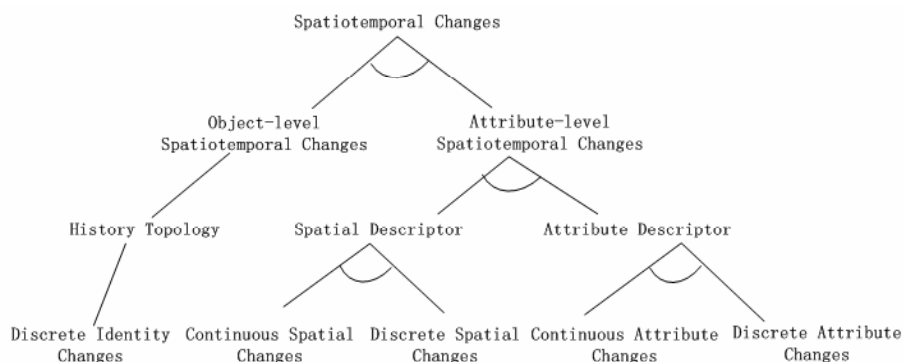 Spatiotemporal Changes
Object-level
Spatiotemporal Changes
Attribute-level
Spatiotemporal Changes
History Topology
Spatial Descriptor
Attribute Descriptor
Discrete Identity
Changes
Continuous Spatial
Changes
Discrete Spatial
Changes
Continuous Attribute
Changes
Discrete Attribute
Changes